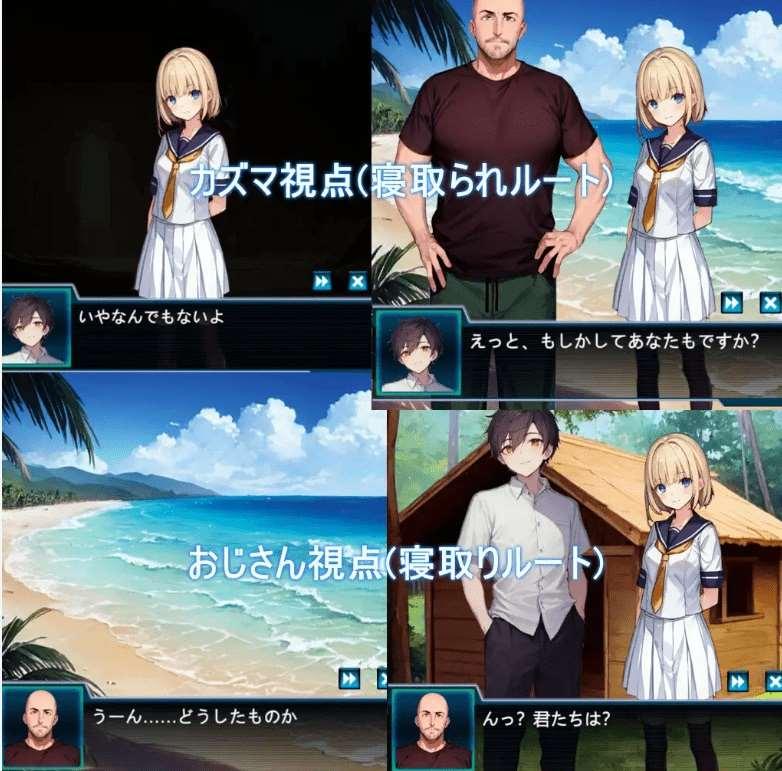 カズマ視点(寝取られルート)
いやなんでもないよ
えっと、もしかしてあなたもですか?
おじさん視点(寝取りルート)
うーん……どうしたものか
んっ? 君たちは?